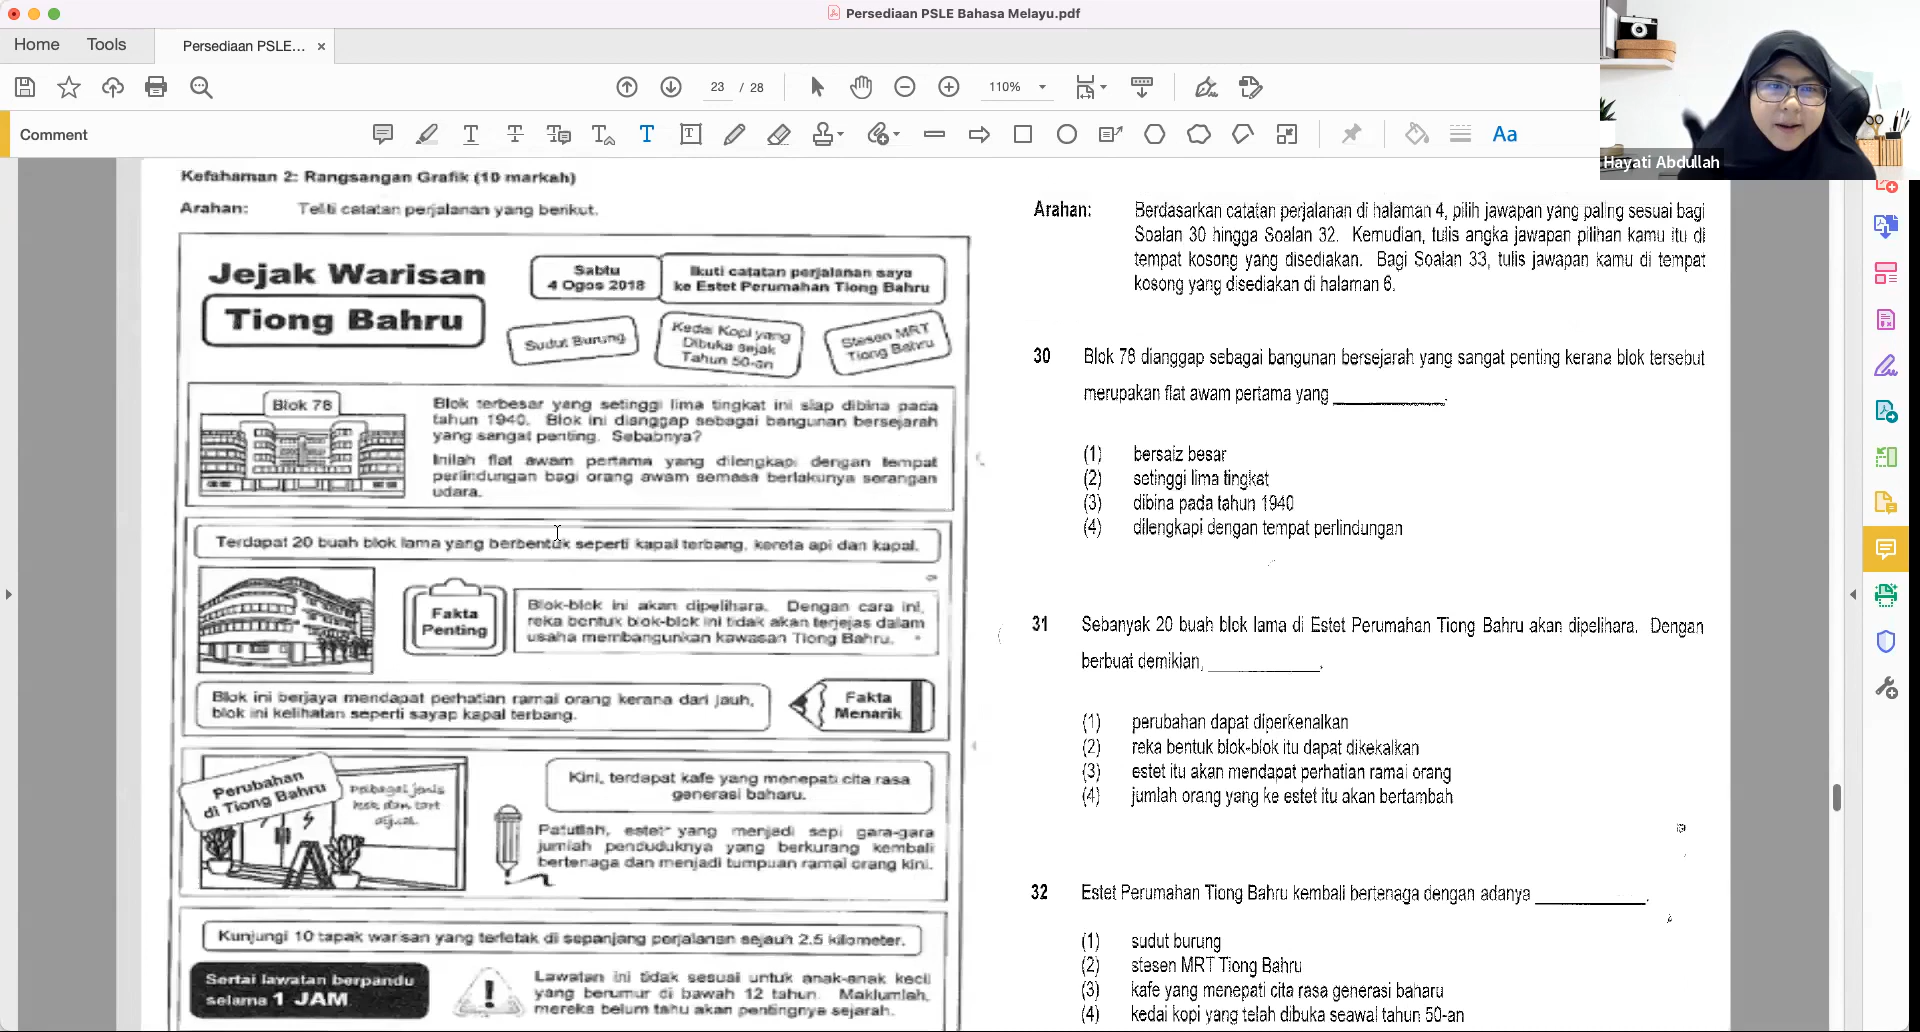 Persediaan PSLE Bahasa Melayu.pdf
Home
Tools
Persediaan PSLE...
23 / 28
110%
Comment
Aa
Hayati Abdullah
Kefahaman 2: Rangsangan Grafik (10 markah)
Arahan: Teliti catatan perjalanan yang berikut.
Jejak Warisan
Tiong Bahru
Sabtu
4 Ogos 2018
Ikuti catatan perjalanan saya
ke Estet Perumahan Tiong Bahru
Sudut Burung
Kedai Kopi yang
Dibuka sejak
Tahun 50-an
Stesen MRT
Tiong Bahru
Blok 78
Blok terbesar yang setinggi lima tingkat ini siap dibina pada
tahun 1940. Blok ini dianggap sebagai bangunan bersejarah
yang sangat penting. Sebabnya?
Inilah flat awam pertama yang dilengkapi dengan tempat
perlindungan bagi orang awam semasa berlakunya serangan
udara.
Terdapat 20 buah blok lama yang berbentuk seperti kapal terbang, kereta api dan kapal.
Fakta
Penting
Blok-blok ini akan dipelihara. Dengan cara ini,
reka bentuk blok-blok ini tidak akan terjejas dalam
usaha membangunkan kawasan Tiong Bahru.
Blok ini berjaya mendapat perhatian ramai orang kerana dari jauh,
blok ini kelihatan seperti sayap kapal terbang.
Fakta
Menarik
Perubahan
di Tiong Bahru
Pelbagai jenis
kek dan tart
dijual.
Kini, terdapat kafe yang menepati cita rasa
generasi baharu.
Patutlah, estet yang menjadi sepi gara-gara
jumlah penduduknya yang berkurang kembali
bertenaga dan menjadi tumpuan ramai orang kini.
Kunjungi 10 tapak warisan yang terletak di sepanjang perjalanan sejauh 2.5 kilometer.
Sertai lawatan berpandu
selama 1 JAM
!
Lawatan ini tidak sesuai untuk anak-anak kecil
yang berumur di bawah 12 tahun. Maklumlah,
mereka belum tahu akan pentingnya sejarah.
Arahan: Berdasarkan catatan perjalanan di halaman 4, pilih jawapan yang paling sesuai bagi
Soalan 30 hingga Soalan 32. Kemudian, tulis angka jawapan pilihan kamu itu di
tempat kosong yang disediakan. Bagi Soalan 33, tulis jawapan kamu di tempat
kosong yang disediakan di halaman 6.
30 Blok 78 dianggap sebagai bangunan bersejarah yang sangat penting kerana blok tersebut
merupakan flat awam pertama yang ____________.
(1) bersaiz besar
(2) setinggi lima tingkat
(3) dibina pada tahun 1940
(4) dilengkapi dengan tempat perlindungan
31 Sebanyak 20 buah blok lama di Estet Perumahan Tiong Bahru akan dipelihara. Dengan
berbuat demikian, ____________.
(1) perubahan dapat diperkenalkan
(2) reka bentuk blok-blok itu dapat dikekalkan
(3) estet itu akan mendapat perhatian ramai orang
(4) jumlah orang yang ke estet itu akan bertambah
32 Estet Perumahan Tiong Bahru kembali bertenaga dengan adanya ____________.
(1) sudut burung
(2) stesen MRT Tiong Bahru
(3) kafe yang menepati cita rasa generasi baharu
(4) kedai kopi yang telah dibuka seawal tahun 50-an